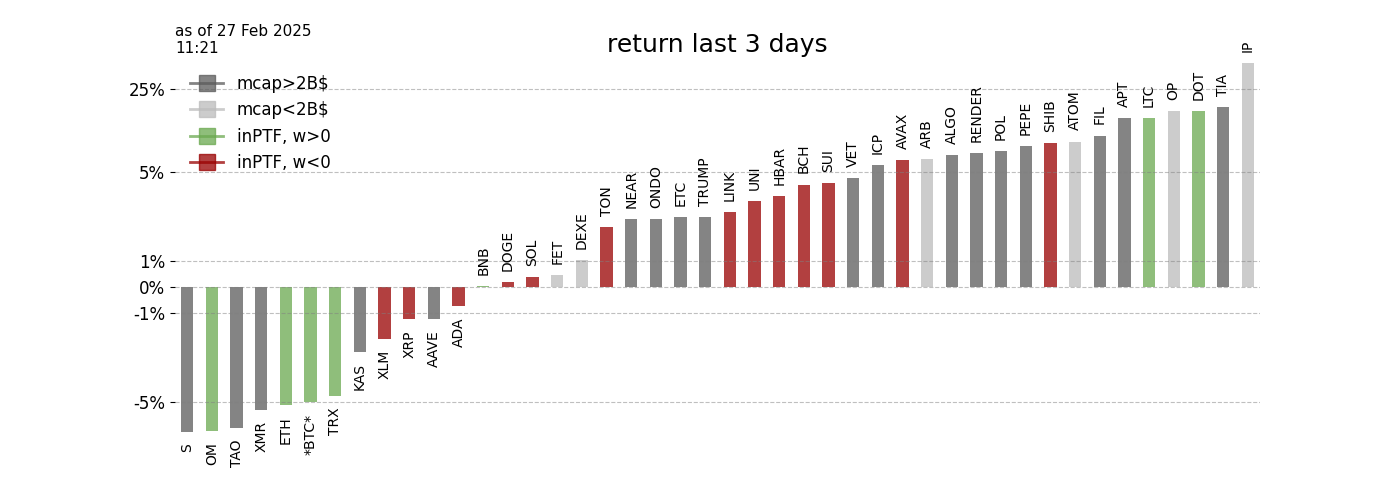 as of 27 Feb 2025
11:21
return last 3 days
mcap>2B$
mcap<2B$
inPTF, w>0
inPTF, w<0
25%
5%
1%
0%
-1%
-5%
S
OM
TAO
XMR
ETH
*BTC*
TRX
KAS
XLM
XRP
AAVE
ADA
BNB
DOGE
SOL
FET
DEXE
TON
NEAR
ONDO
ETC
TRUMP
LINK
UNI
HBAR
BCH
SUI
VET
ICP
AVAX
ARB
ALGO
RENDER
POL
PEPE
SHIB
ATOM
FIL
APT
LTC
OP
DOT
TIA
IP